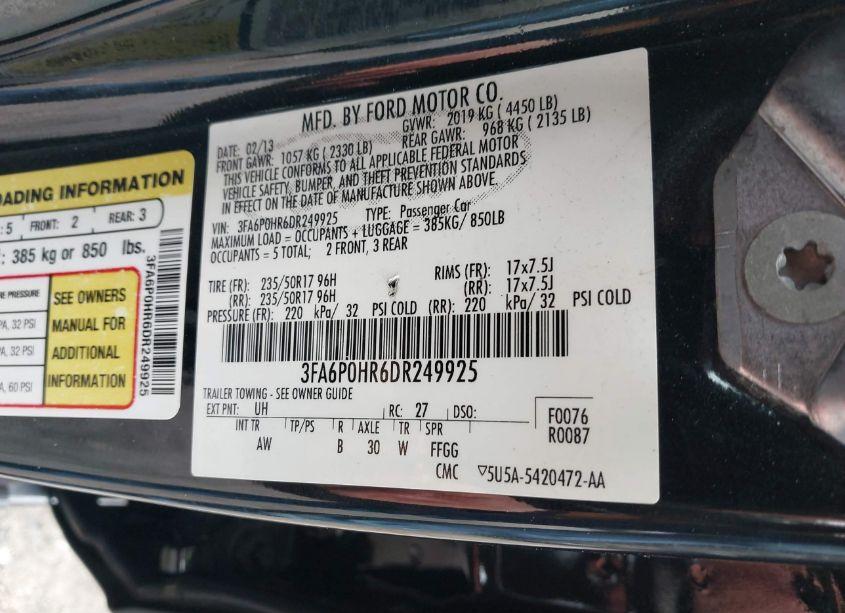 MFD. BY FORD MOTOR CO.
DATE: 02/13 GVWR: 2019 KG ( 4450 LB)
FRONT GAWR: 1057 KG ( 2330 LB) REAR GAWR: 968 KG ( 2135 LB)
THIS VEHICLE CONFORMS TO ALL APPLICABLE FEDERAL MOTOR
VEHICLE SAFETY, BUMPER, AND THEFT PREVENTION STANDARDS
IN EFFECT ON THE DATE OF MANUFACTURE SHOWN ABOVE.
VIN: 3FA6P0HR6DR249925 TYPE: Passenger Car
MAXIMUM LOAD = OCCUPANTS + LUGGAGE = 385KG/ 850LB
OCCUPANTS = 5 TOTAL; 2 FRONT, 3 REAR
TIRE (FR): 235/50R17 96H RIMS (FR): 17x7.5J
(RR): 235/50R17 96H (RR): 17x7.5J
PRESSURE (FR): 220 kPa/ 32 PSI COLD (RR): 220 kPa/ 32 PSI COLD
3FA6P0HR6DR249925
TRAILER TOWING - SEE OWNER GUIDE
EXT PNT: UH RC: 27 DSO: F0076
R0087
INT TR TP/PS R AXLE TR SPR
AW B 30 W FFGG
CMC ▽5U5A-5420472-AA
OADING INFORMATION
: 5 FRONT: 2 REAR: 3
: 385 kg or 850 lbs.
E PRESSURE SEE OWNERS
PA, 32 PSI MANUAL FOR
PA, 32 PSI ADDITIONAL
PA, 60 PSI INFORMATION
3FA6P0HR6DR249925